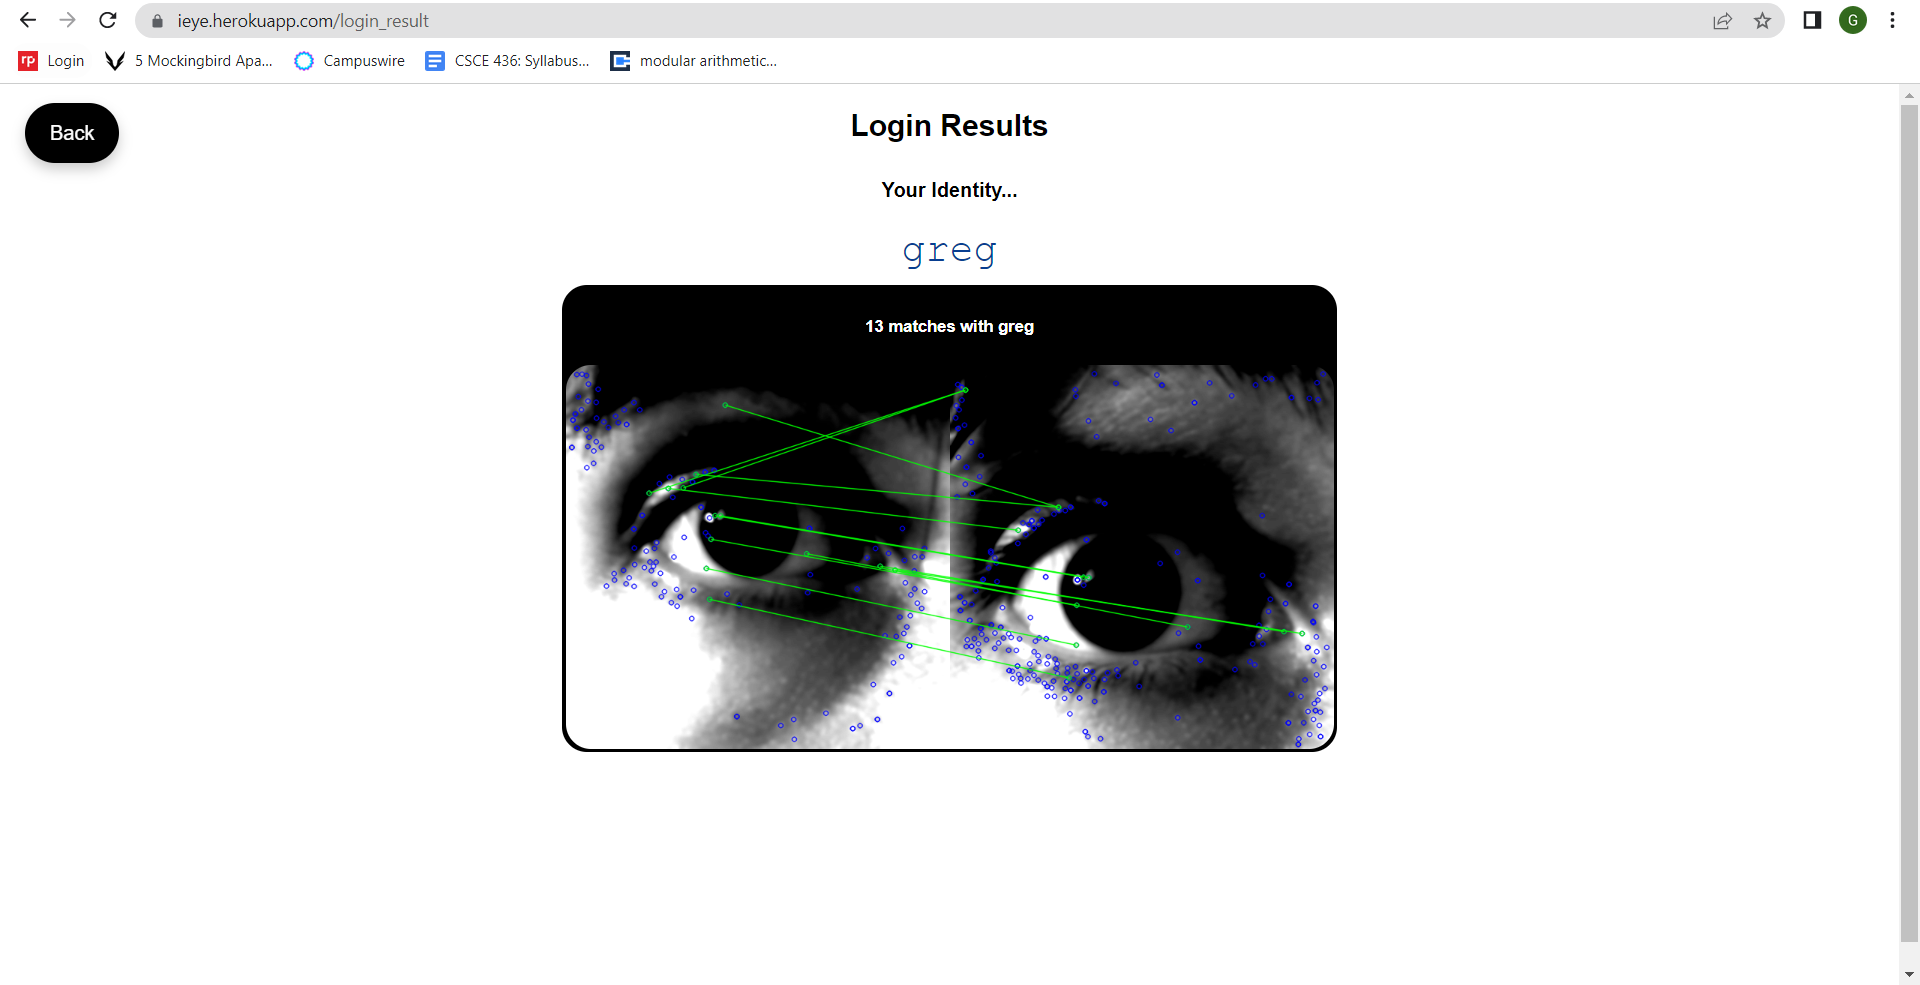 ieye.herokuapp.com/login_result
G
rp Login
5 Mockingbird Apa...
Campuswire
CSCE 436: Syllabus...
modular arithmetic...
Back
Login Results
Your Identity...
greg
13 matches with greg